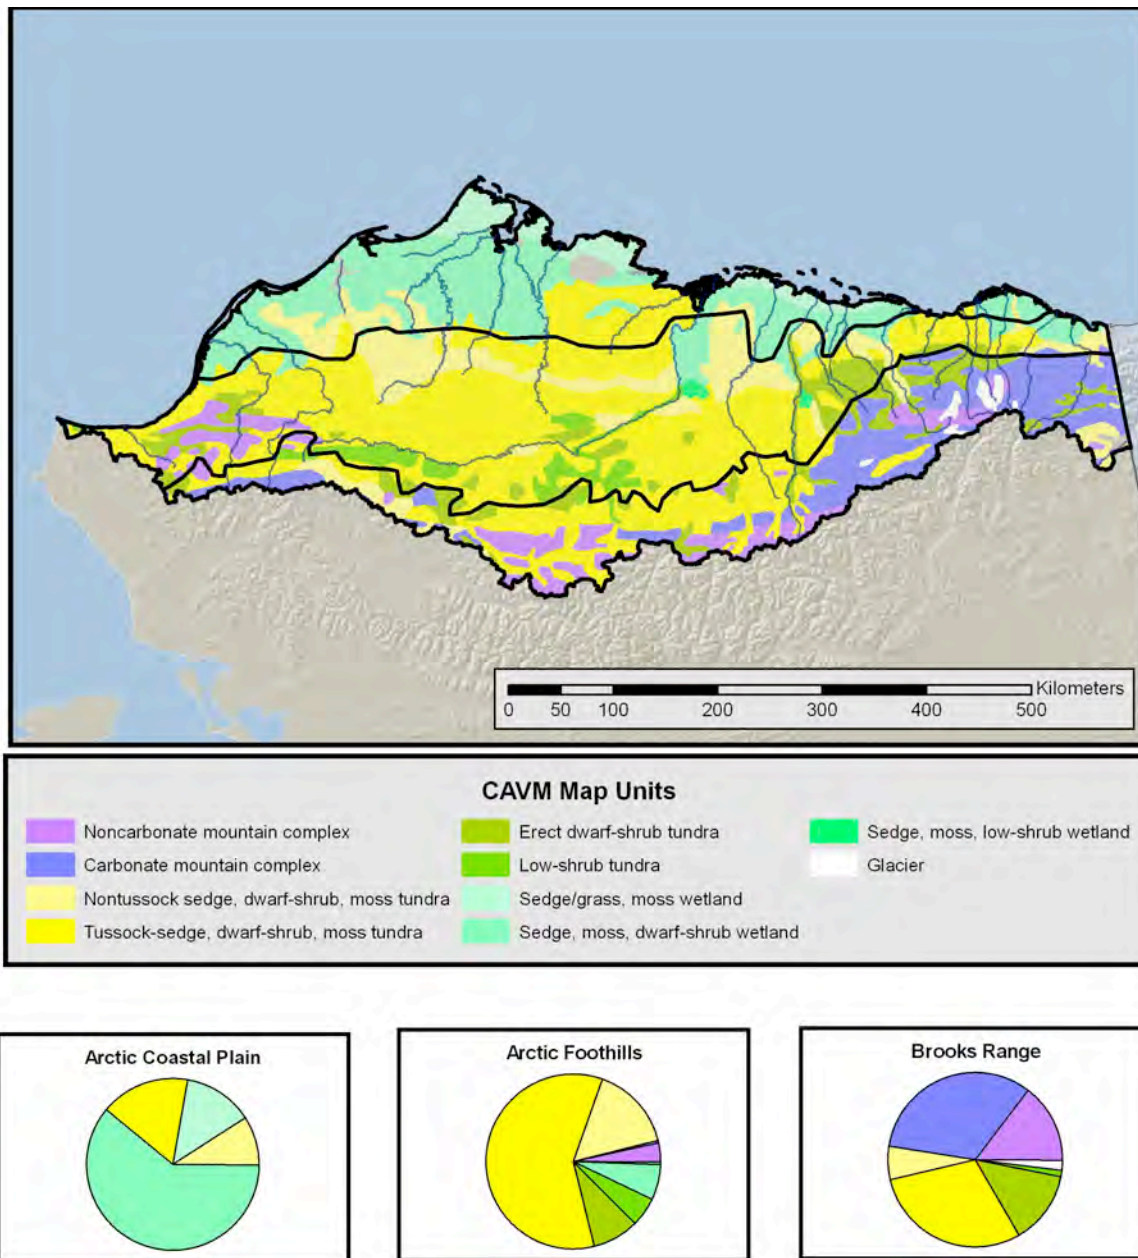 Kilometers
0 50 100 200 300 400 500
CAVM Map Units
Noncarbonate mountain complex
Carbonate mountain complex
Nontussock sedge, dwarf-shrub, moss tundra
Tussock-sedge, dwarf-shrub, moss tundra
Erect dwarf-shrub tundra
Low-shrub tundra
Sedge/grass, moss wetland
Sedge, moss, dwarf-shrub wetland
Sedge, moss, low-shrub wetland
Glacier
Arctic Coastal Plain
Arctic Foothills
Brooks Range